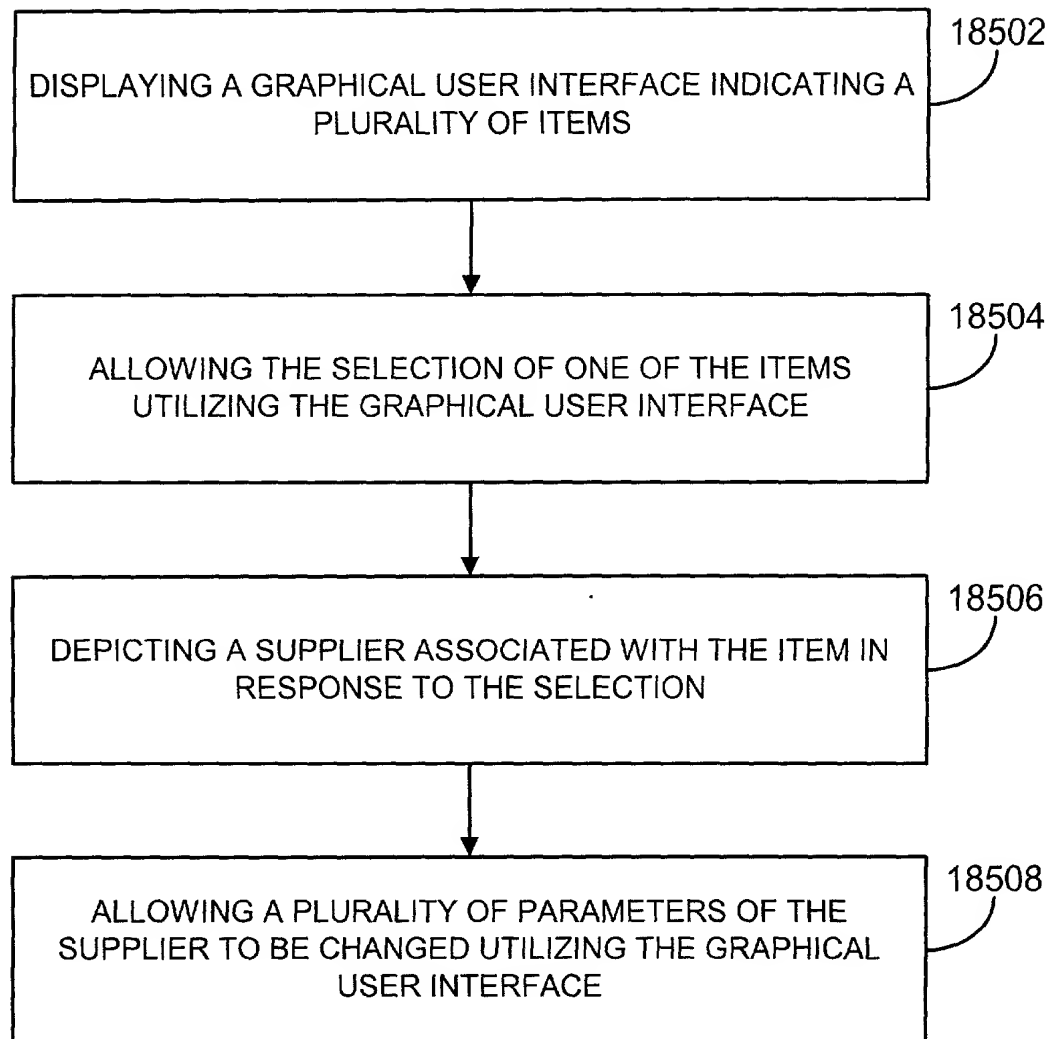 18502
DISPLAYING A GRAPHICAL USER INTERFACE INDICATING A
PLURALITY OF ITEMS
18504
ALLOWING THE SELECTION OF ONE OF THE ITEMS
UTILIZING THE GRAPHICAL USER INTERFACE
18506
DEPICTING A SUPPLIER ASSOCIATED WITH THE ITEM IN
RESPONSE TO THE SELECTION
18508
ALLOWING A PLURALITY OF PARAMETERS OF THE
SUPPLIER TO BE CHANGED UTILIZING THE GRAPHICAL
USER INTERFACE